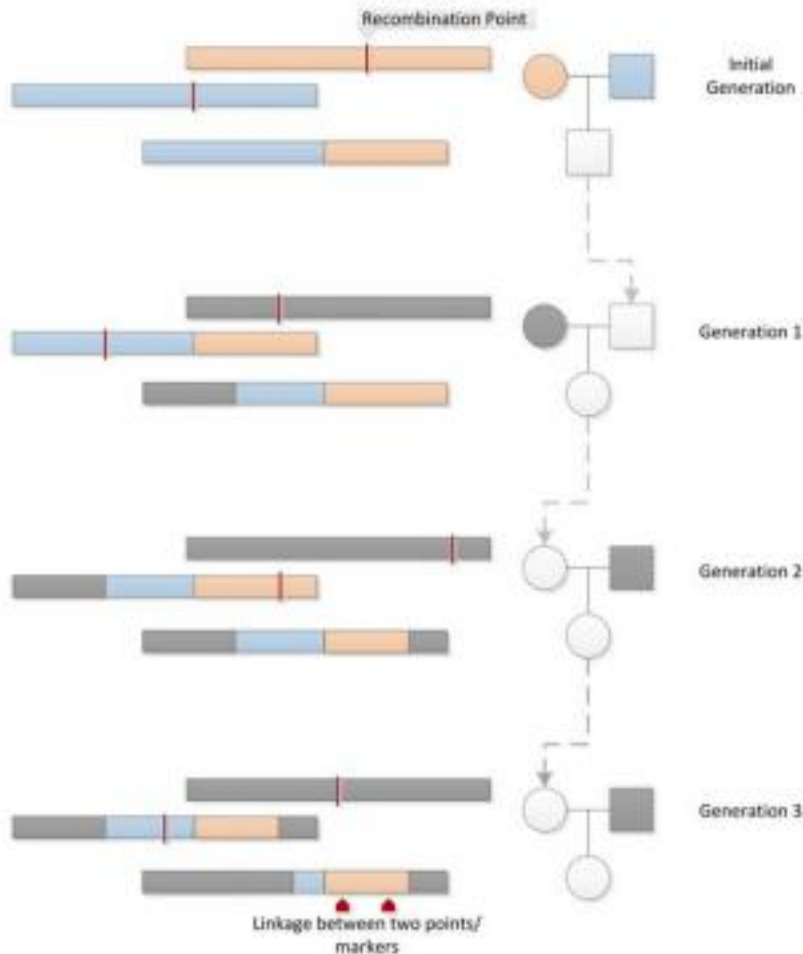 Recombination Point
Initial
Generation
Generation 1
Generation 2
Generation 3
Linkage between two points/
markers